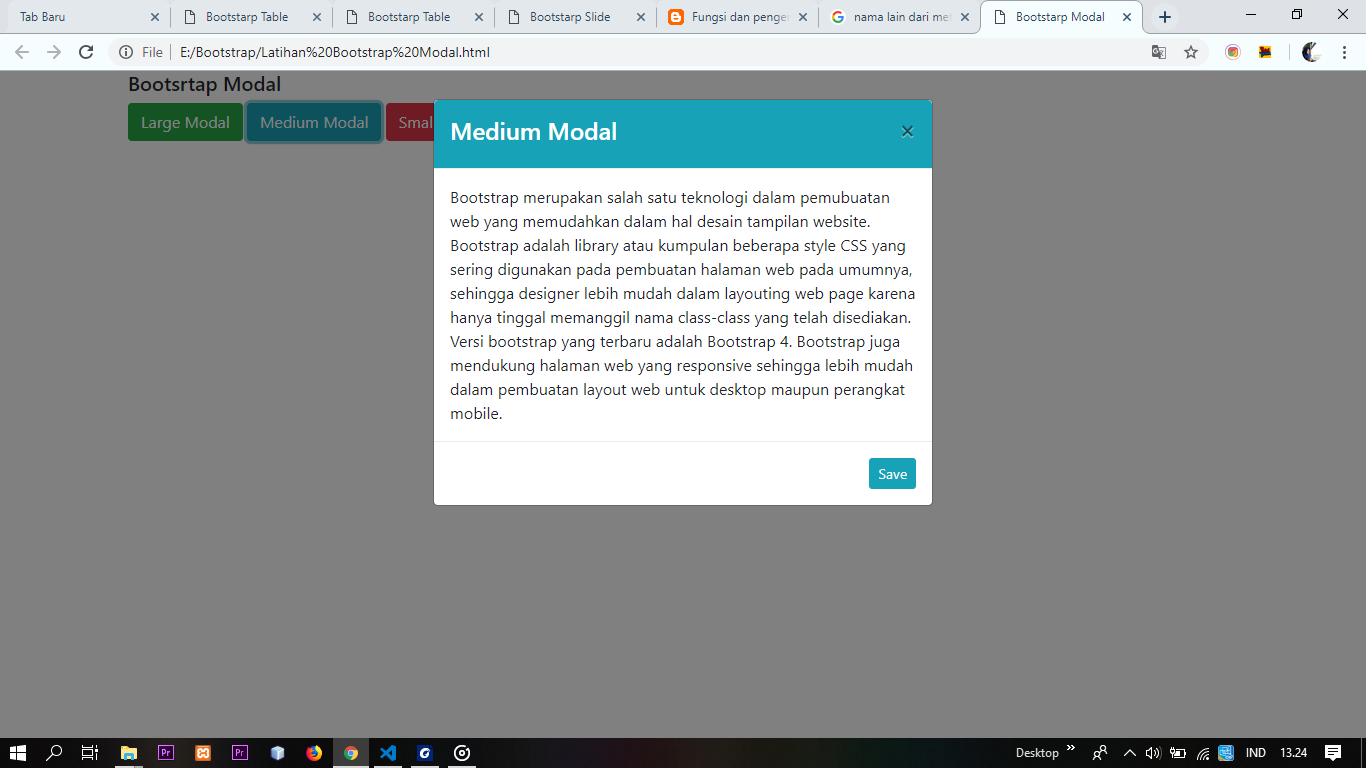 Tab Baru
Bootstarp Table
Bootstarp Table
Bootstarp Slide
Fungsi dan penger
nama lain dari me
Bootstarp Modal
File
E:/Bootstrap/Latihan%20Bootstrap%20Modal.html
Bootsrtap Modal
Large Modal
Medium Modal
Smal
Medium Modal
×
Bootstrap merupakan salah satu teknologi dalam pemubuatan
web yang memudahkan dalam hal desain tampilan website.
Bootstrap adalah library atau kumpulan beberapa style CSS yang
sering digunakan pada pembuatan halaman web pada umumnya,
sehingga designer lebih mudah dalam layouting web page karena
hanya tinggal memanggil nama class-class yang telah disediakan.
Versi bootstrap yang terbaru adalah Bootstrap 4. Bootstrap juga
mendukung halaman web yang responsive sehingga lebih mudah
dalam pembuatan layout web untuk desktop maupun perangkat
mobile.
Save
Pr
Pr
Desktop
IND
13.24